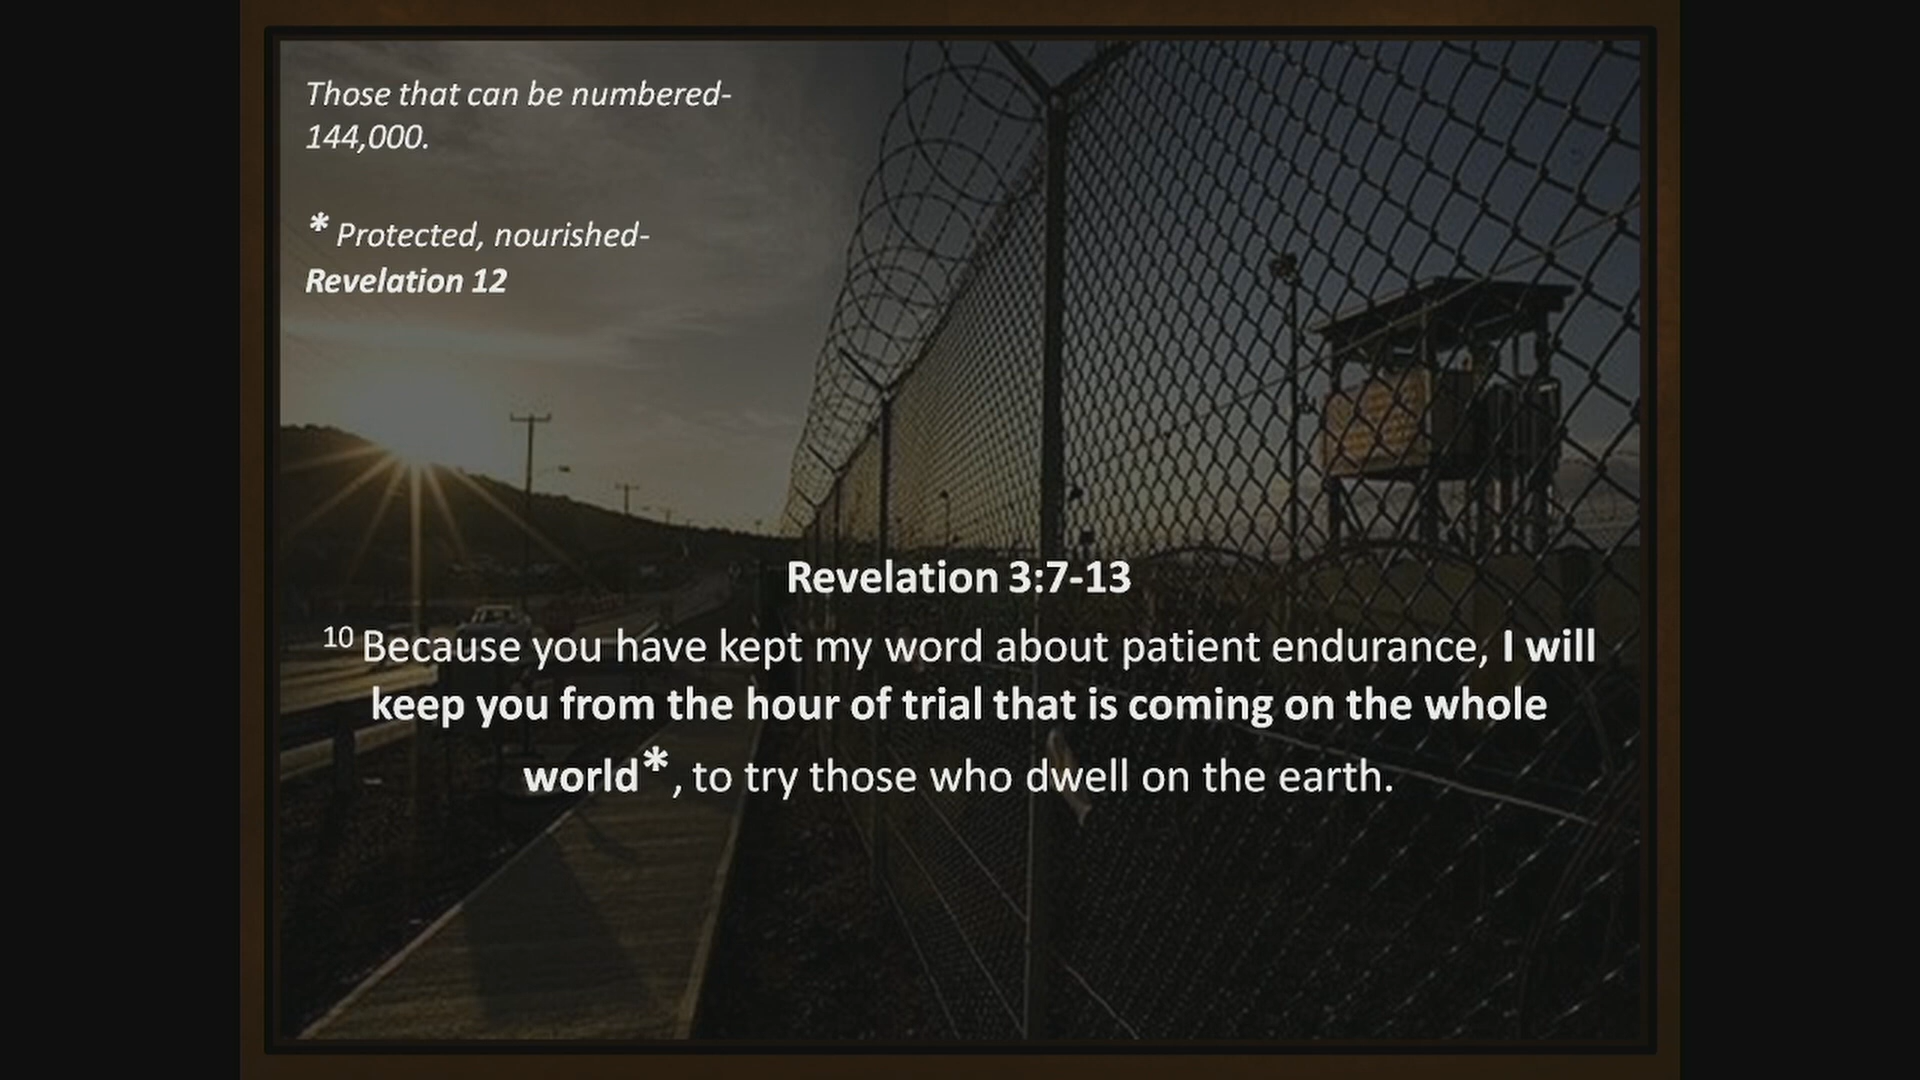 Those that can be numbered-
144,000.
* Protected, nourished-
Revelation 12
Revelation 3:7-13
10 Because you have kept my word about patient endurance, I will
keep you from the hour of trial that is coming on the whole
world*, to try those who dwell on the earth.